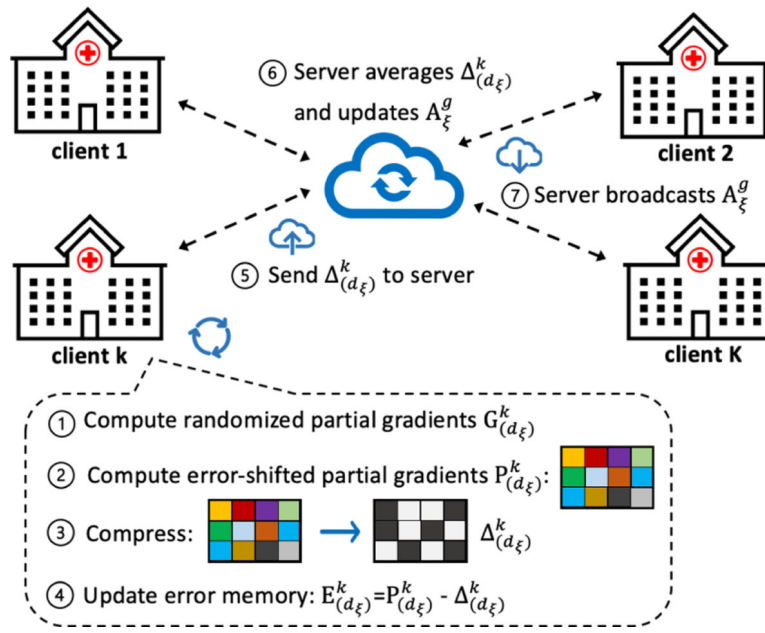 ⑥ Server averages Δ^k_(d_ξ)
and updates A^g_ξ
client 1
client 2
⑦ Server broadcasts A^g_ξ
⑤ Send Δ^k_(d_ξ) to server
client k
client K
① Compute randomized partial gradients G^k_(d_ξ)
② Compute error-shifted partial gradients P^k_(d_ξ):
③ Compress: Δ^k_(d_ξ)
④ Update error memory: E^k_(d_ξ)=P^k_(d_ξ) - Δ^k_(d_ξ)